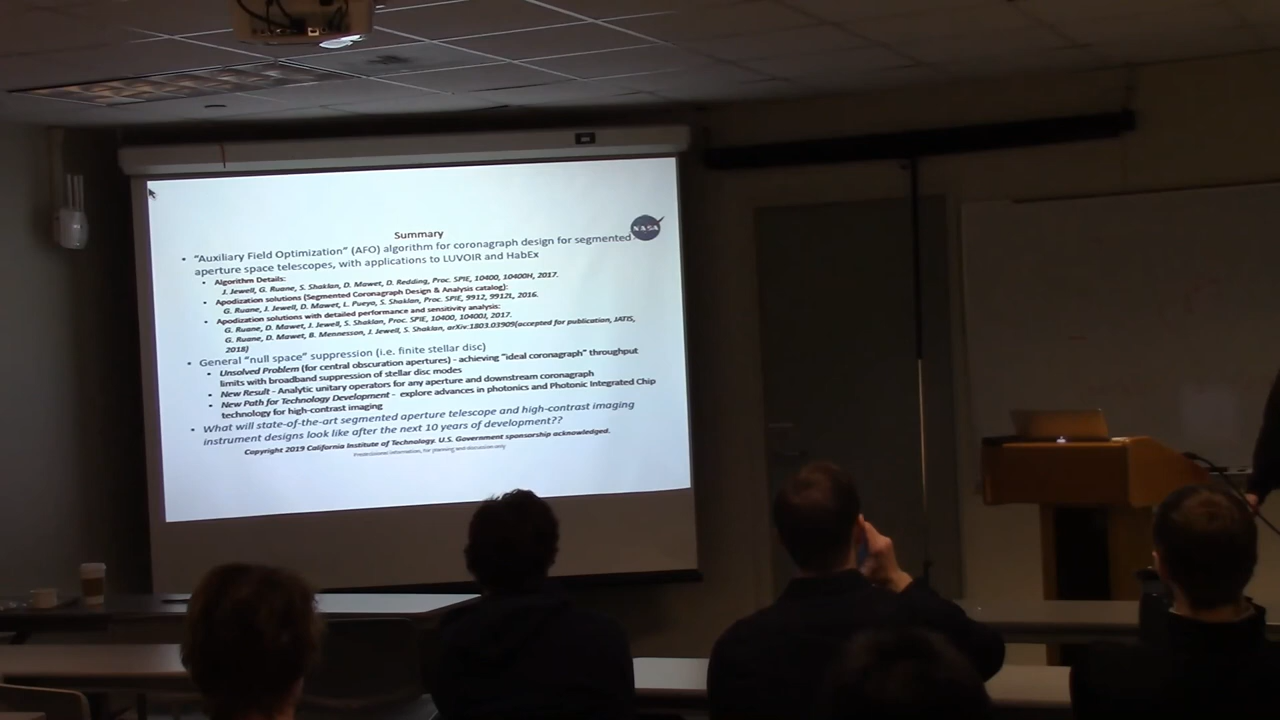 Summary
NASA
"Auxiliary Field Optimization" (AFO) algorithm for coronagraph design for segmented
aperture space telescopes, with applications to LUVOIR and HabEx
Algorithm Details:
J. Jewell, G. Ruane, S. Shaklan, D. Mawet, D. Redding, Proc. SPIE, 10400, 10400H, 2017.
Apodization solutions (Segmented Coronagraph Design & Analysis catalog):
G. Ruane, J. Jewell, D. Mawet, L. Pueyo, S. Shaklan, Proc. SPIE, 9912, 9912L, 2016.
Apodization solutions with detailed performance and sensitivity analysis:
G. Ruane, D. Mawet, J. Jewell, S. Shaklan, Proc. SPIE, 10400, 10400J, 2017.
G. Ruane, D. Mawet, B. Mennesson, J. Jewell, S. Shaklan, arXiv:1803.03909(accepted for publication, JATIS,
2018)
General "null space" suppression (i.e. finite stellar disc)
Unsolved Problem (for central obscuration apertures) - achieving "ideal coronagraph" throughput
limits with broadband suppression of stellar disc modes
New Result - Analytic unitary operators for any aperture and downstream coronagraph
New Path for Technology Development - explore advances in photonics and Photonic Integrated Chip
technology for high-contrast imaging
What will state-of-the-art segmented aperture telescope and high-contrast imaging
instrument designs look like after the next 10 years of development??
Copyright 2019 California Institute of Technology. U.S. Government sponsorship acknowledged.
Predecisional information, for planning and discussion only